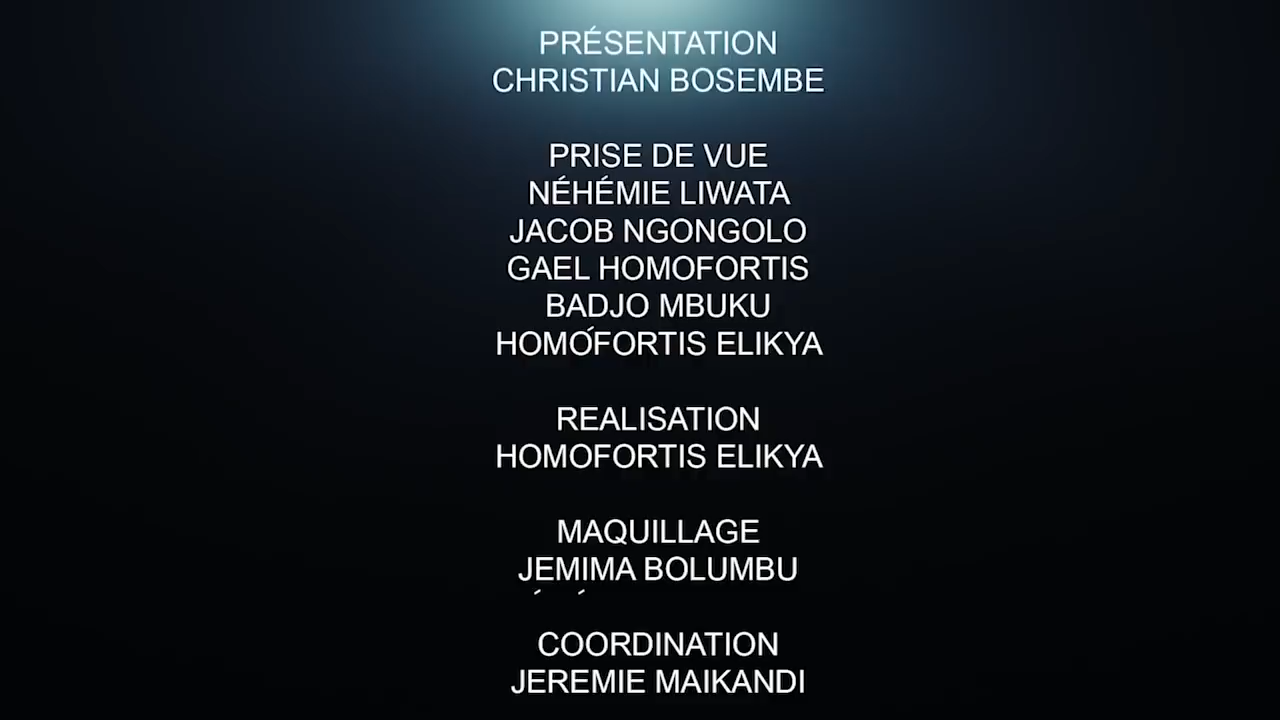 PRÉSENTATION
CHRISTIAN BOSEMBE
PRISE DE VUE
NÉHÉMIE LIWATA
JACOB NGONGOLO
GAEL HOMOFORTIS
BADJO MBUKU
HOMOFORTIS ELIKYA
REALISATION
HOMOFORTIS ELIKYA
MAQUILLAGE
JEMIMA BOLUMBU
COORDINATION
JEREMIE MAIKANDI